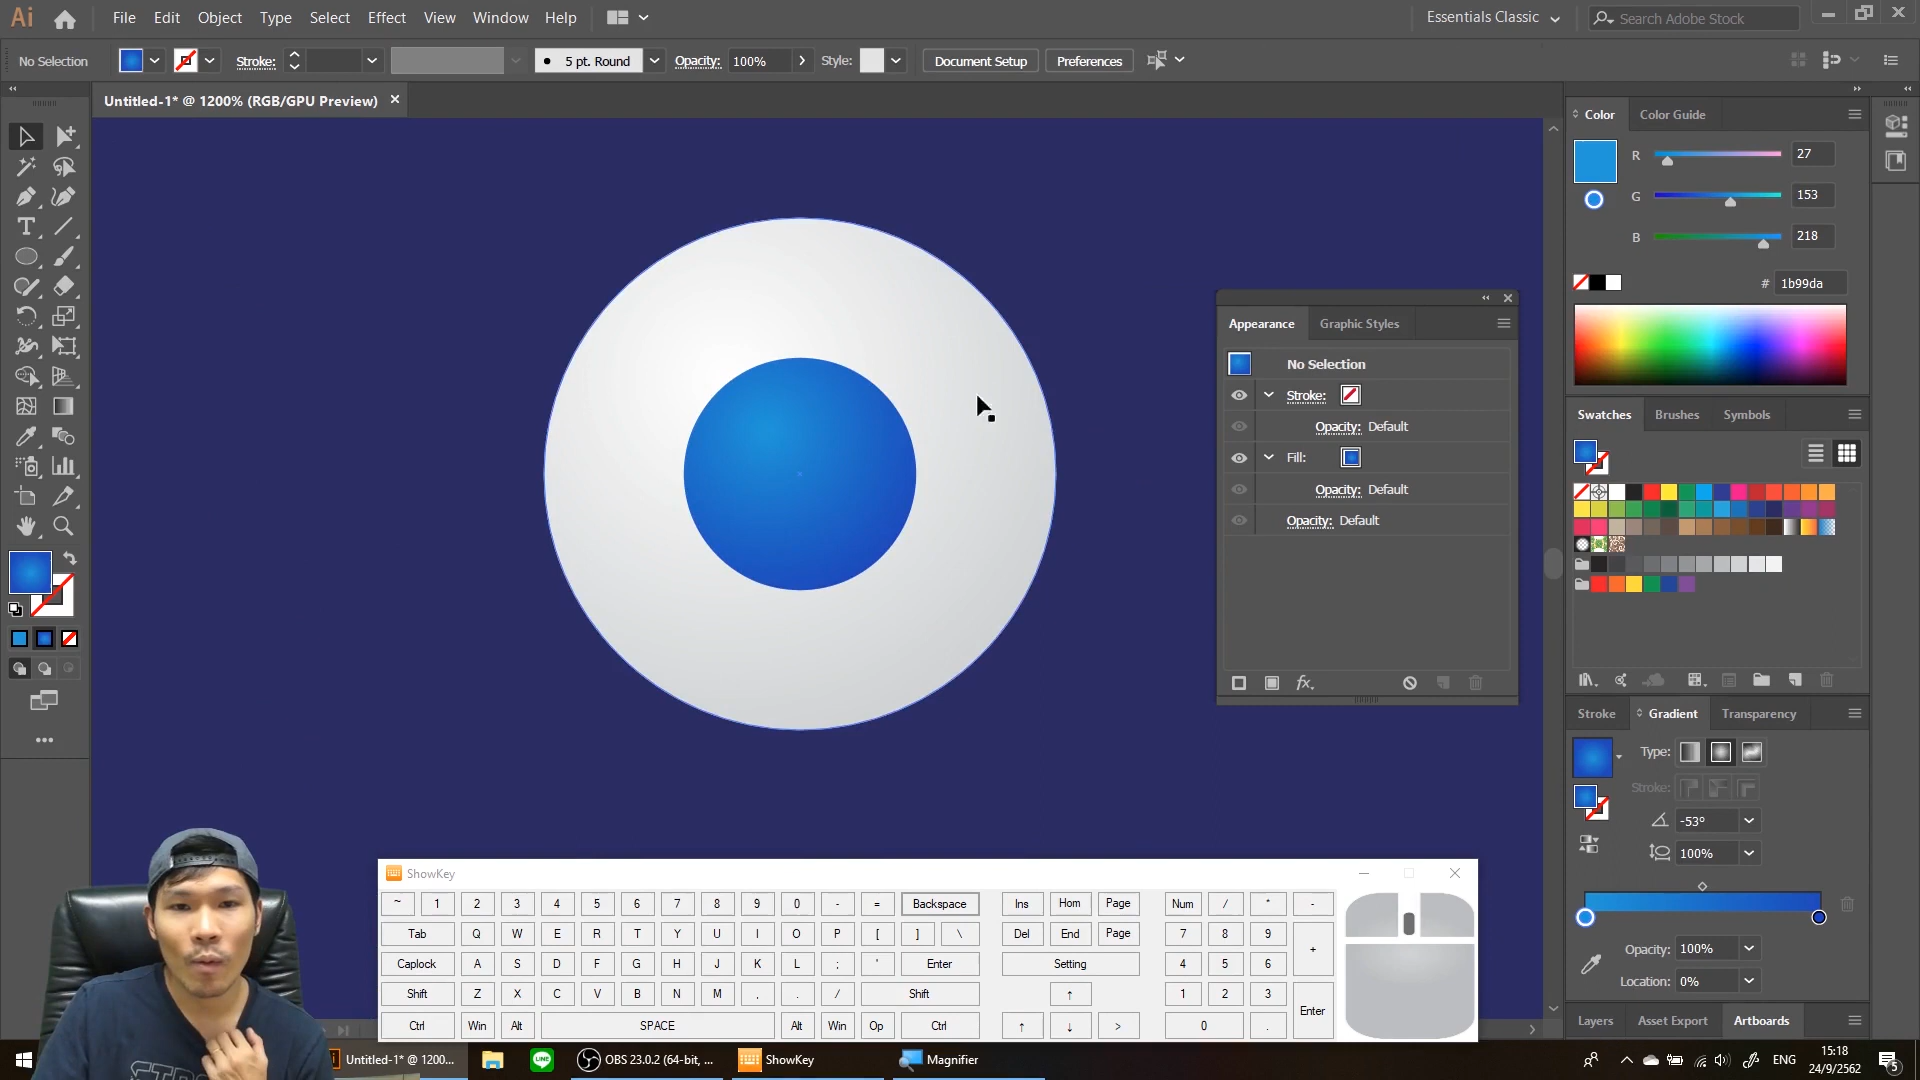 Ai File Edit Object Type Select Effect View Window Help Essentials Classic Search Adobe Stock
No Selection Stroke: 5 pt. Round Opacity: 100% Style: Document Setup Preferences
Untitled-1* @ 1200% (RGB/GPU Preview)
Color Color Guide
R 27
G 153
B 218
# 1b99da
Appearance Graphic Styles
No Selection
Stroke:
Opacity: Default
Fill:
Opacity: Default
Opacity: Default
fx
Swatches Brushes Symbols
Stroke Gradient Transparency
Type:
Stroke:
-53°
100%
Opacity: 100%
Location: 0%
Layers Asset Export Artboards
ShowKey
~ 1 2 3 4 5 6 7 8 9 0 - = Backspace Ins Hom Page Num / * -
Tab Q W E R T Y U I O P [ ] \ Del End Page 7 8 9 +
Caplock A S D F G H J K L ; ' Enter Setting 4 5 6
Shift Z X C V B N M , . / Shift ↑ 1 2 3 Enter
Ctrl Win Alt SPACE Alt Win Op Ctrl ↑ ↓ > 0 .
Untitled-1* @ 1200... LINE OBS 23.0.2 (64-bit, ... ShowKey Magnifier ENG 15:18
24/9/2562 5